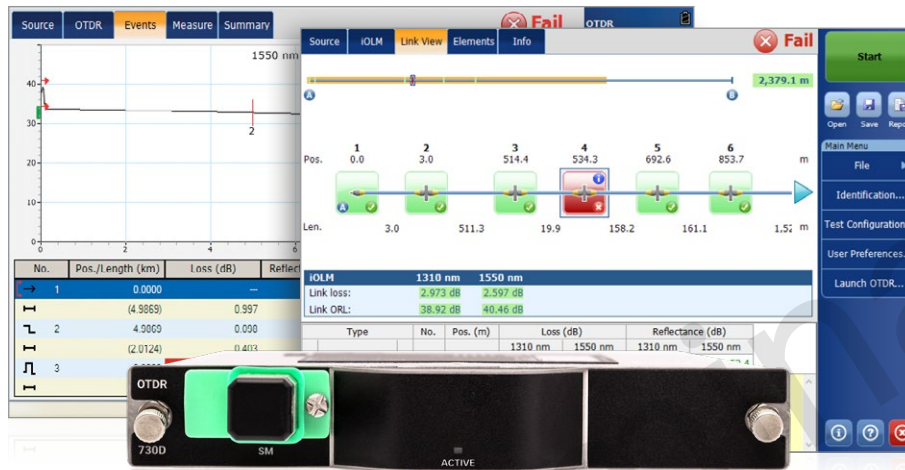 Source OTDR Events Measure Summary
Fail
OTDR
1550 nm
40
30
20
10
0
0 2 4 6
2
No. Pos./Length (km) Loss (dB)
1 0.0000 ---
(4.9869) 0.997
2 4.9869 0.090
(2.0124) 0.403
3
Source iOLM Link View Elements Info
Fail
2,379.1 m
A B
1 2 3 4 5 6
Pos. 0.0 3.0 514.4 534.3 692.6 853.7 m
A
Len. 3.0 511.3 19.9 158.2 161.1 m
iOLM 1310 nm 1550 nm
Link loss: 2.973 dB 2.597 dB
Link ORL: 38.92 dB 40.46 dB
Type No. Pos. (m) Loss (dB) Reflectance (dB)
1310 nm 1550 nm 1310 nm 1550 nm
Start
Open Save
Main Menu
File
Identification...
Test Configuration
User Preferences.
Launch OTDR...
OTDR
730D
SM
ACTIVE